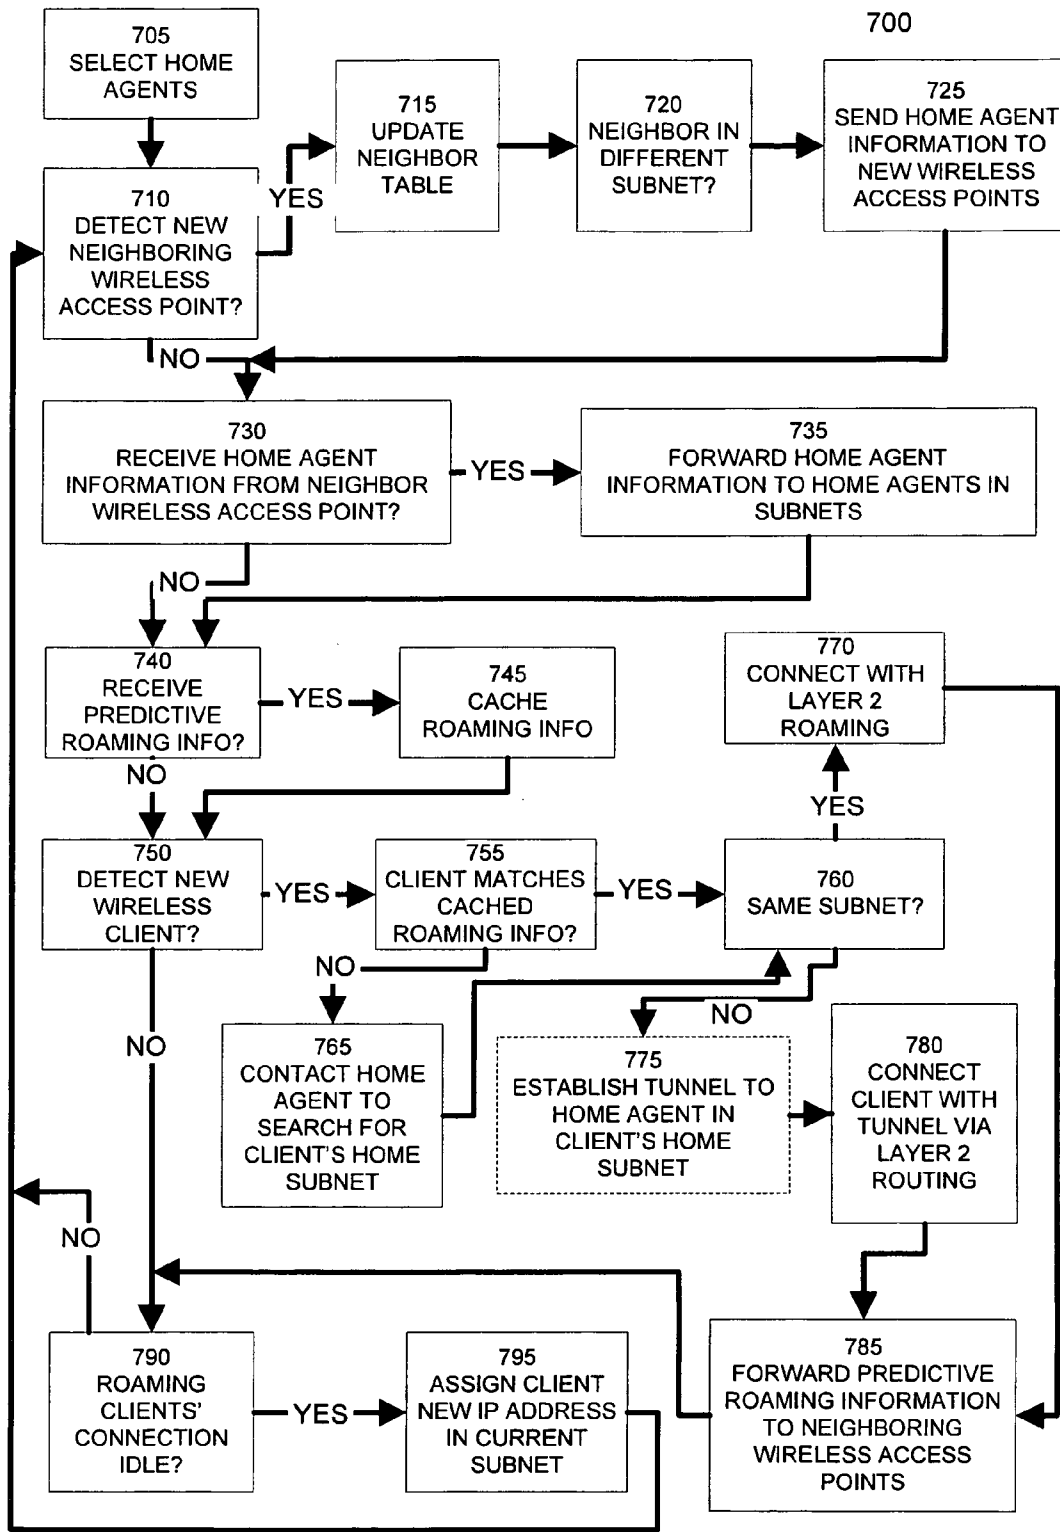 700
705
SELECT HOME
AGENTS
710
DETECT NEW
NEIGHBORING
WIRELESS
ACCESS POINT?
YES
715
UPDATE
NEIGHBOR
TABLE
720
NEIGHBOR IN
DIFFERENT
SUBNET?
725
SEND HOME AGENT
INFORMATION TO
NEW WIRELESS
ACCESS POINTS
NO
730
RECEIVE HOME AGENT
INFORMATION FROM NEIGHBOR
WIRELESS ACCESS POINT?
YES
735
FORWARD HOME AGENT
INFORMATION TO HOME AGENTS IN
SUBNETS
NO
740
RECEIVE
PREDICTIVE
ROAMING INFO?
YES
745
CACHE
ROAMING INFO
770
CONNECT WITH
LAYER 2
ROAMING
NO
YES
750
DETECT NEW
WIRELESS
CLIENT?
YES
755
CLIENT MATCHES
CACHED
ROAMING INFO?
YES
760
SAME SUBNET?
NO
NO
NO
765
CONTACT HOME
AGENT TO
SEARCH FOR
CLIENT'S HOME
SUBNET
775
ESTABLISH TUNNEL TO
HOME AGENT IN
CLIENT'S HOME
SUBNET
780
CONNECT
CLIENT WITH
TUNNEL VIA
LAYER 2
ROUTING
NO
790
ROAMING
CLIENTS'
CONNECTION
IDLE?
YES
795
ASSIGN CLIENT
NEW IP ADDRESS
IN CURRENT
SUBNET
785
FORWARD PREDICTIVE
ROAMING INFORMATION
TO NEIGHBORING
WIRELESS ACCESS
POINTS